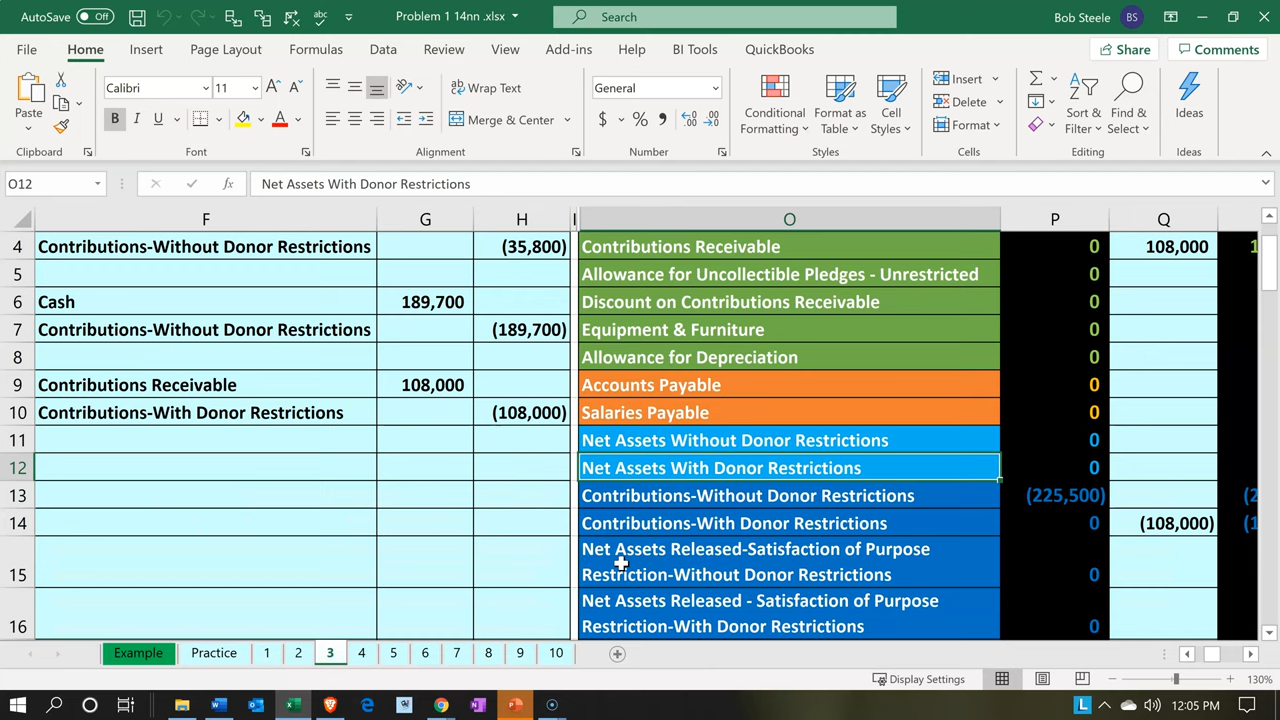 AutoSave Off Problem 1 14nn .xlsx Search Bob Steele BS
File Home Insert Page Layout Formulas Data Review View Add-ins Help BI Tools QuickBooks Share Comments
Paste
Clipboard
Calibri 11
B I U A
Font
Wrap Text
Merge & Center
Alignment
General
$ % ,
Number
Conditional Formatting
Format as Table
Cell Styles
Styles
Insert
Delete
Format
Cells
Sort & Filter
Find & Select
Editing
Ideas
Ideas
O12 fx Net Assets With Donor Restrictions
F G H I O P Q
4 Contributions-Without Donor Restrictions (35,800) Contributions Receivable 0 108,000 1
5 Allowance for Uncollectible Pledges - Unrestricted 0
6 Cash 189,700 Discount on Contributions Receivable 0
7 Contributions-Without Donor Restrictions (189,700) Equipment & Furniture 0
8 Allowance for Depreciation 0
9 Contributions Receivable 108,000 Accounts Payable 0
10 Contributions-With Donor Restrictions (108,000) Salaries Payable 0
11 Net Assets Without Donor Restrictions 0
12 Net Assets With Donor Restrictions 0
13 Contributions-Without Donor Restrictions (225,500) (2
14 Contributions-With Donor Restrictions 0 (108,000) (1
Net Assets Released-Satisfaction of Purpose
15 Restriction-Without Donor Restrictions 0
Net Assets Released - Satisfaction of Purpose
16 Restriction-With Donor Restrictions 0
Example Practice 1 2 3 4 5 6 7 8 9 10
Display Settings 130%
12:05 PM